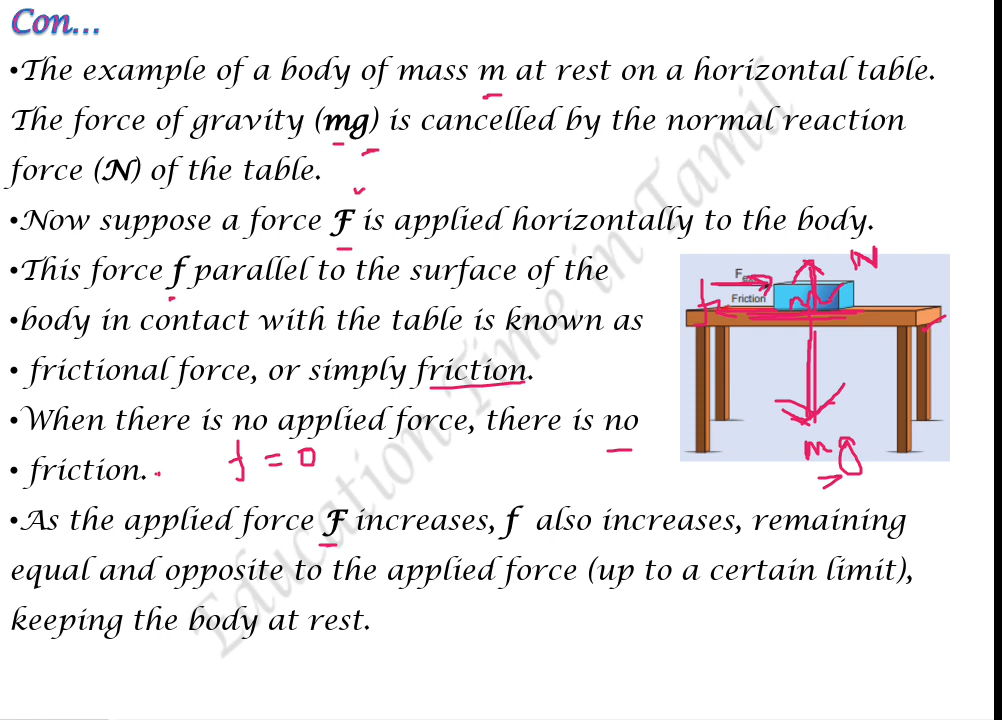 Con...
•The example of a body of mass m at rest on a horizontal table.
The force of gravity (mg) is cancelled by the normal reaction
force (N) of the table.
•Now suppose a force F is applied horizontally to the body.
•This force f parallel to the surface of the
•body in contact with the table is known as
• frictional force, or simply friction.
•When there is no applied force, there is no
• friction.
f = 0
•As the applied force F increases, f also increases, remaining
equal and opposite to the applied force (up to a certain limit),
keeping the body at rest.
N
Friction
m
mg
Education Time in Tamil